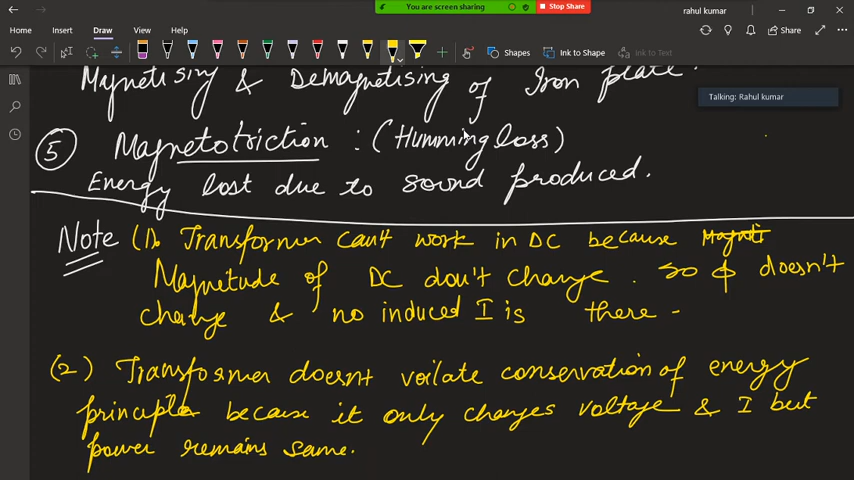 You are screen sharing
Stop Share
rahul kumar
Home Insert Draw View Help
Share
Shapes
Ink to Shape
Ink to Text
Talking: Rahul kumar
Magnetising & Demagnetising of Iron plate.
5 Magnetotriction : (Humming loss)
Energy lost due to sound produced.
Note (1). Transformer can't work in DC because Magneti
Magnitude of DC don't change. So ϕ doesn't
change & no induced I is there -
(2) Transformer doesnt voilate conservation of energy
principle because it only changes voltage & I but
power remains same.